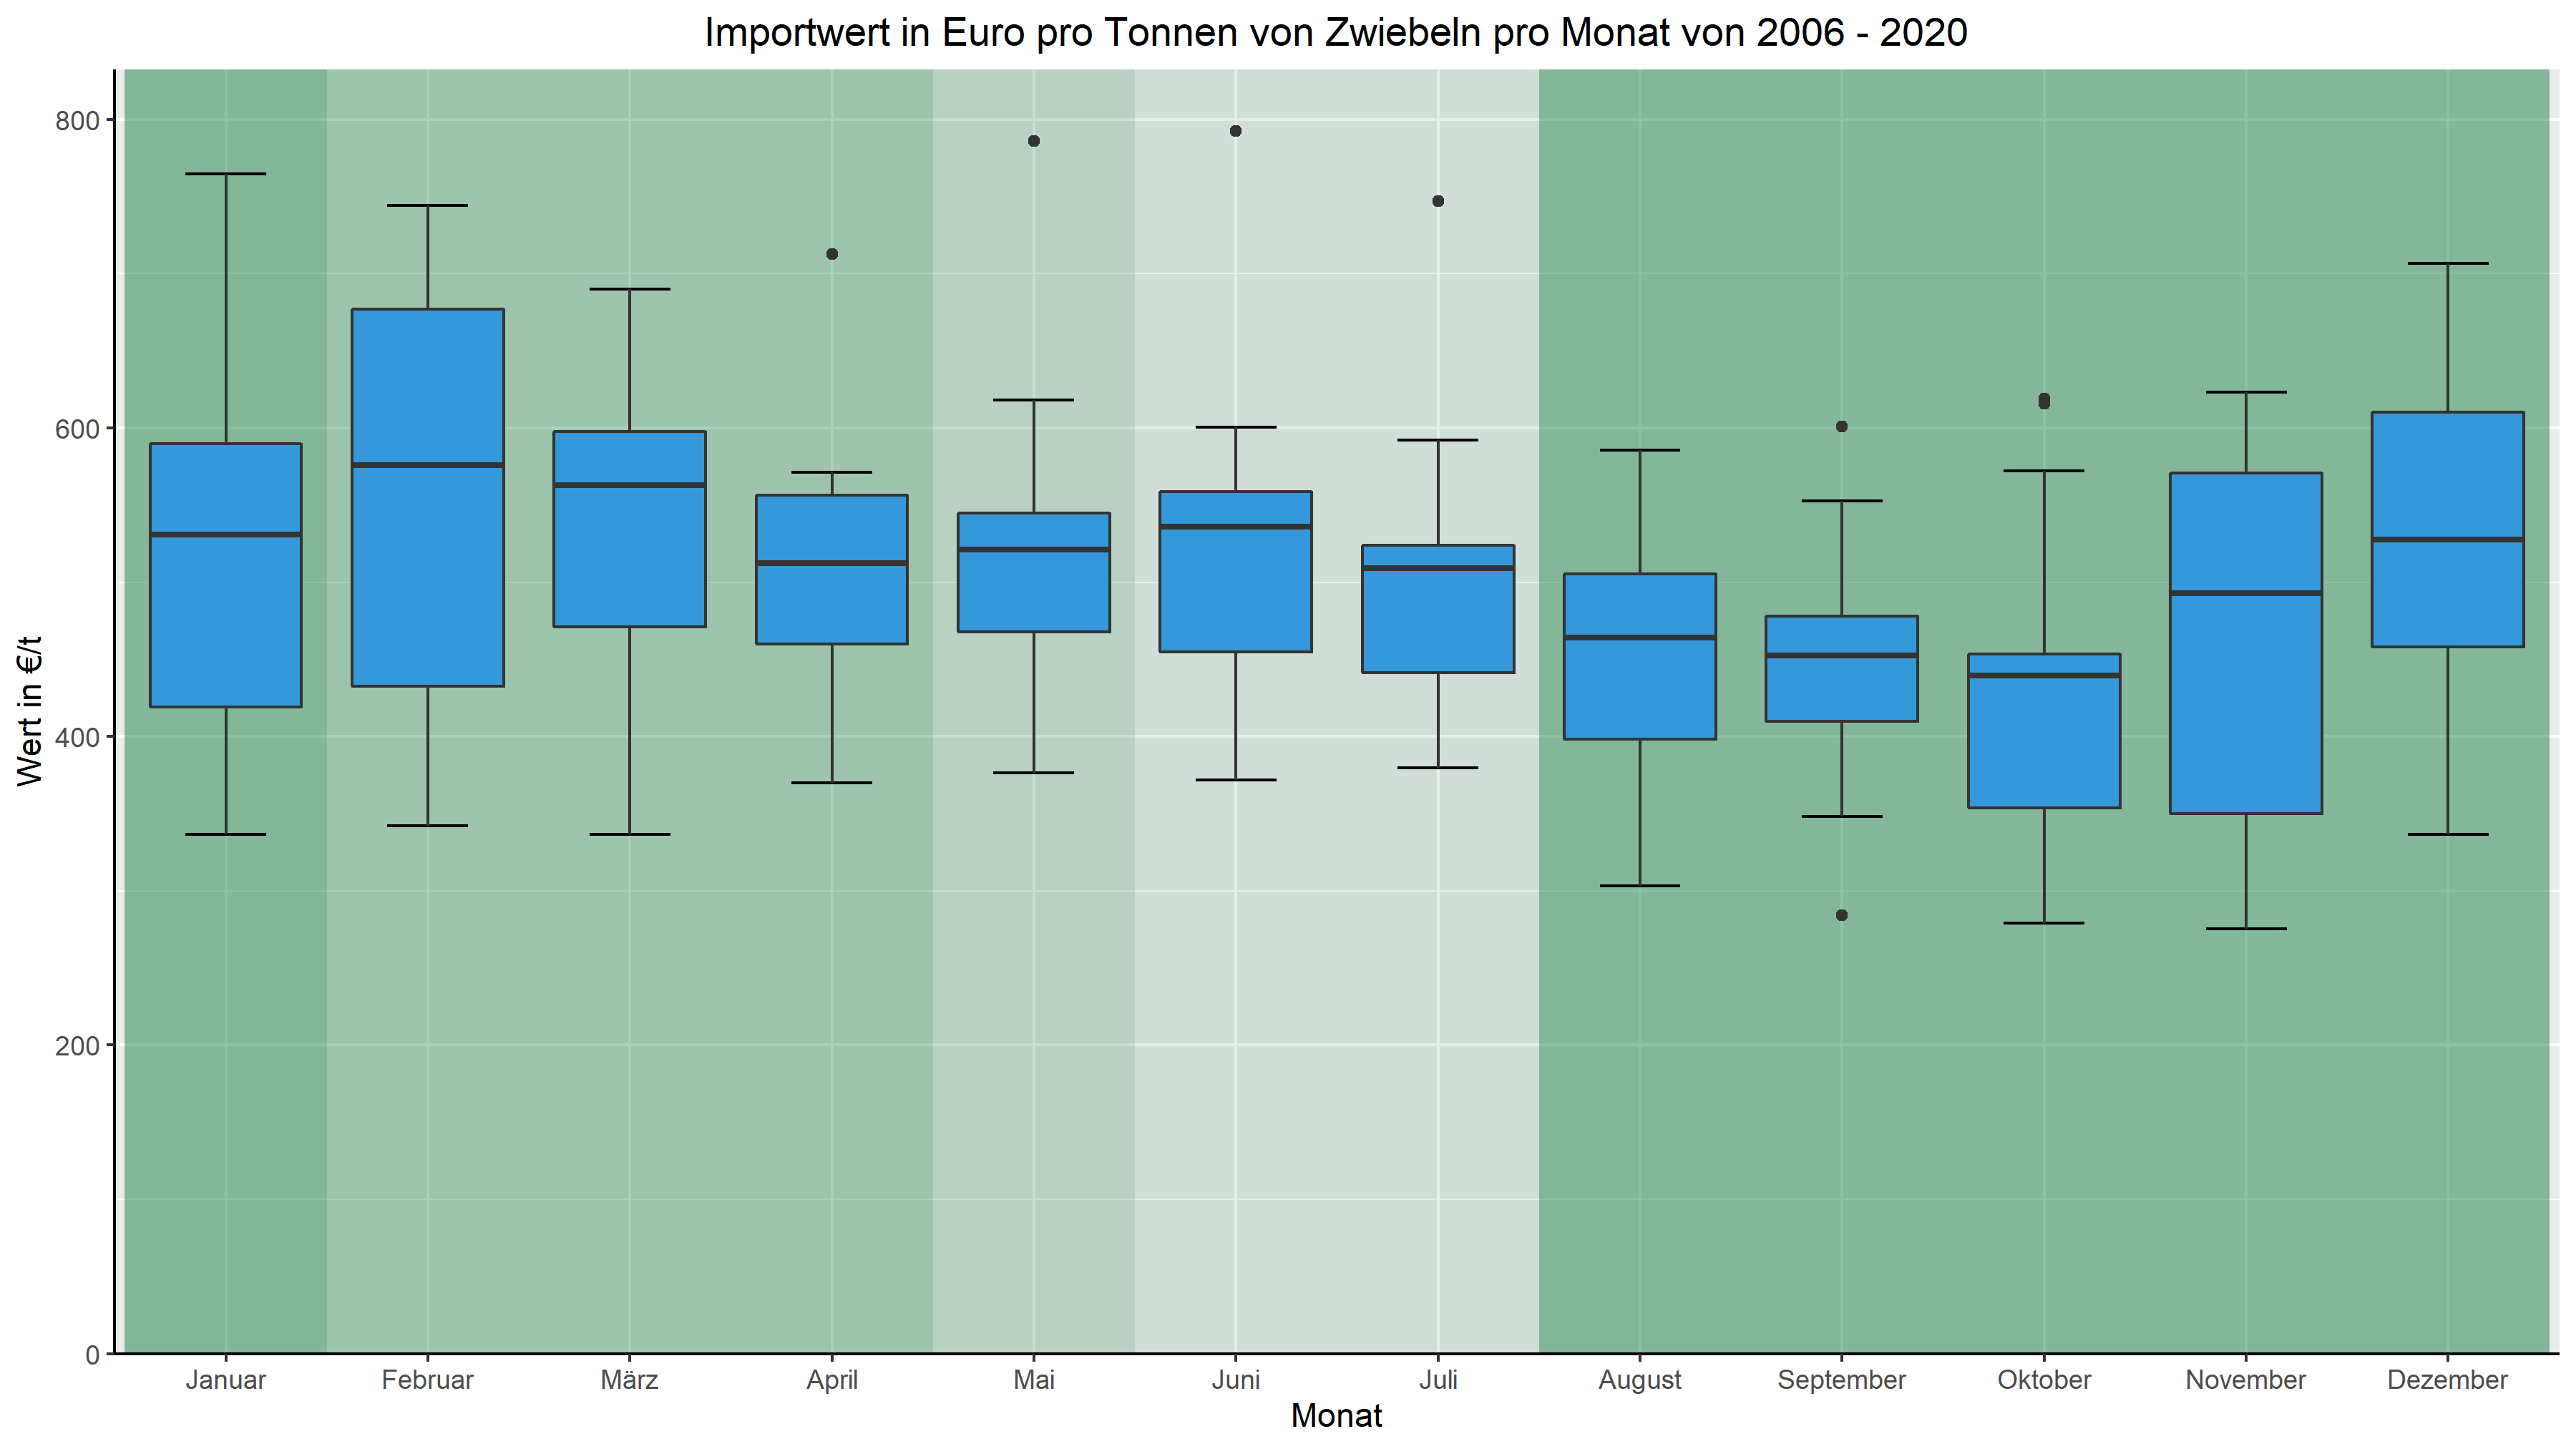 Importwert in Euro pro Tonnen von Zwiebeln pro Monat von 2006 - 2020
Wert in €/t
800
600
400
200
0
Januar Februar März April Mai Juni Juli August September Oktober November Dezember
Monat